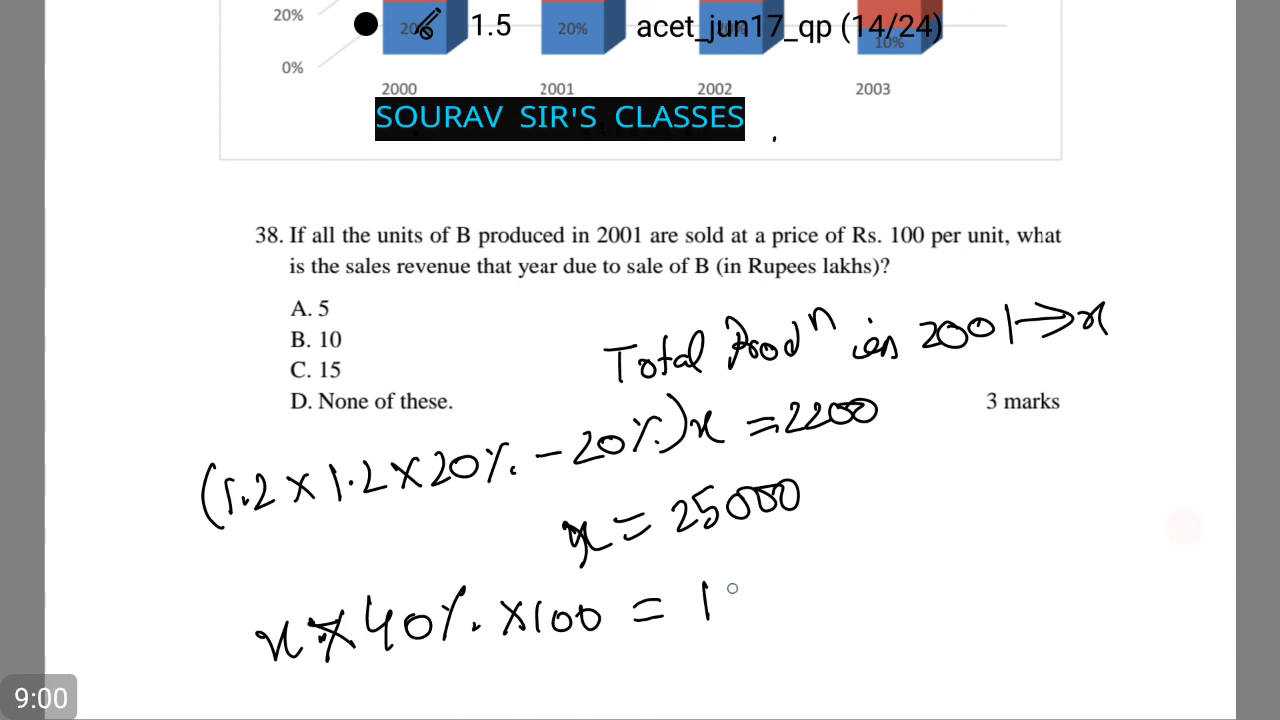 20%
20% 1.5 20% acet_jun17_qp (14/24)
10%
0%
2000 2001 2002 2003
SOURAV SIR'S CLASSES
38. If all the units of B produced in 2001 are sold at a price of Rs. 100 per unit, what
is the sales revenue that year due to sale of B (in Rupees lakhs)?
A. 5
B. 10
C. 15
D. None of these. 3 marks
Total Prodⁿ in 2001→x
(1.2 × 1.2 × 20% - 20%)x = 2200
x = 25000
x × 40% × 100 = 1
9:00